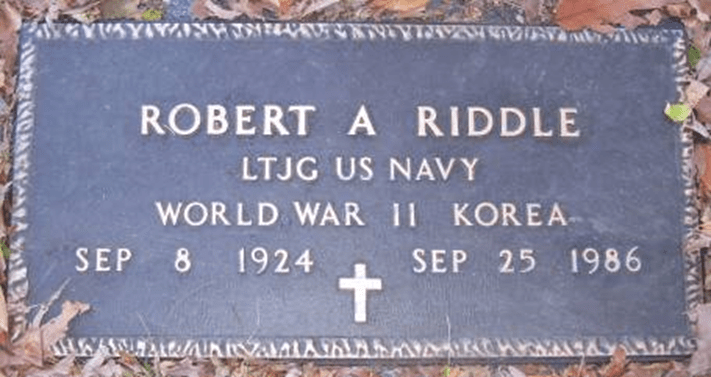 ROBERT A RIDDLE
LTJG US NAVY
WORLD WAR II KOREA
SEP 8 1924 SEP 25 1986